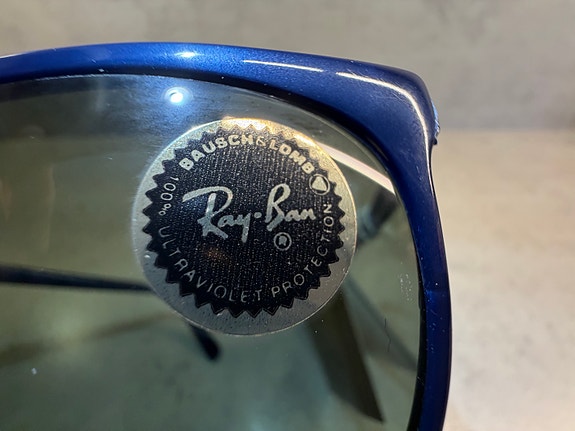 BAUSCH & LOMB
Ray-Ban
®
100% ULTRAVIOLET PROTECTION